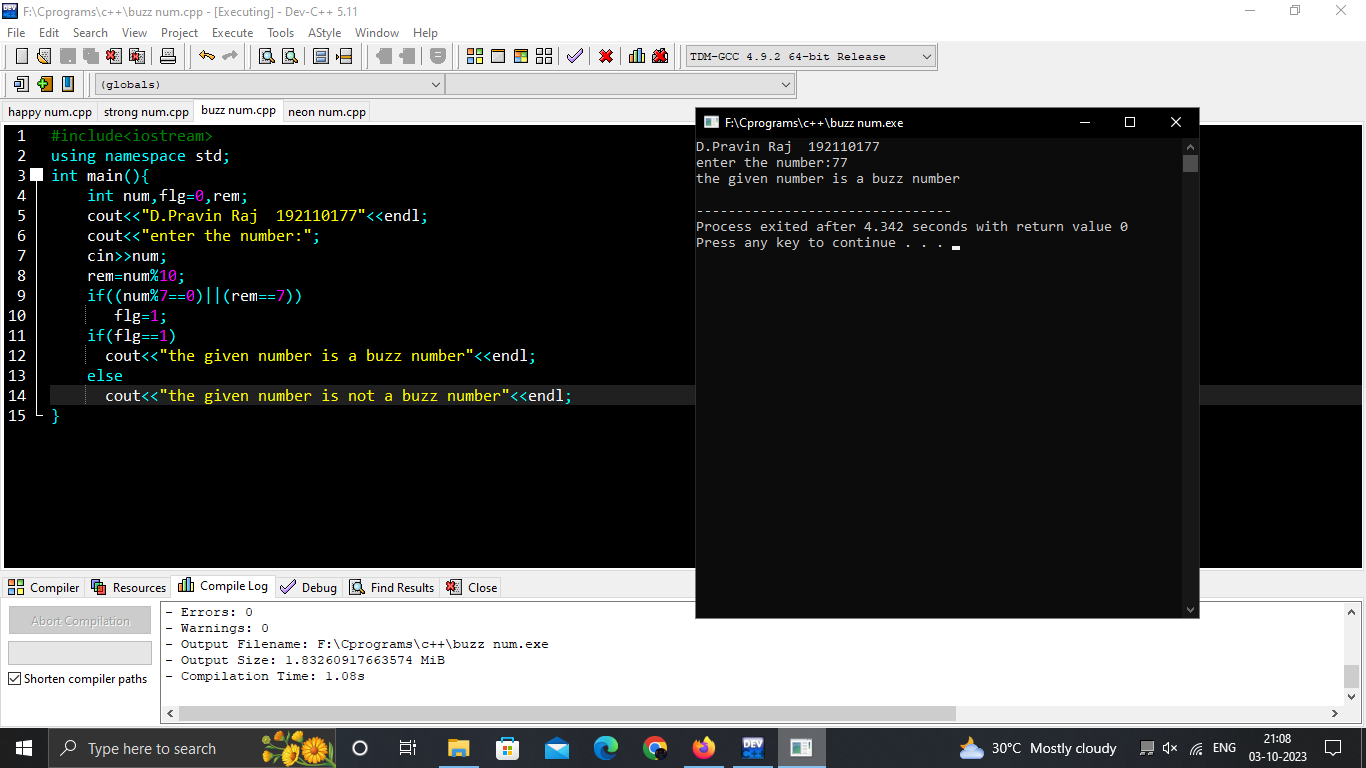 F:\Cprograms\c++\buzz num.cpp - [Executing] - Dev-C++ 5.11
File Edit Search View Project Execute Tools AStyle Window Help
TDM-GCC 4.9.2 64-bit Release
(globals)
happy num.cpp strong num.cpp buzz num.cpp neon num.cpp
1 #include<iostream>
2 using namespace std;
3 int main(){
4 int num,flg=0,rem;
5 cout<<"D.Pravin Raj  192110177"<<endl;
6 cout<<"enter the number:";
7 cin>>num;
8 rem=num%10;
9 if((num%7==0)||(rem==7))
10 flg=1;
11 if(flg==1)
12 cout<<"the given number is a buzz number"<<endl;
13 else
14 cout<<"the given number is not a buzz number"<<endl;
15 }
F:\Cprograms\c++\buzz num.exe
D.Pravin Raj  192110177
enter the number:77
the given number is a buzz number
--------------------------------
Process exited after 4.342 seconds with return value 0
Press any key to continue . . .
Compiler Resources Compile Log Debug Find Results Close
Abort Compilation
Shorten compiler paths
- Errors: 0
- Warnings: 0
- Output Filename: F:\Cprograms\c++\buzz num.exe
- Output Size: 1.83260917663574 MiB
- Compilation Time: 1.08s
Type here to search
DEV
30°C Mostly cloudy
ENG
21:08
03-10-2023